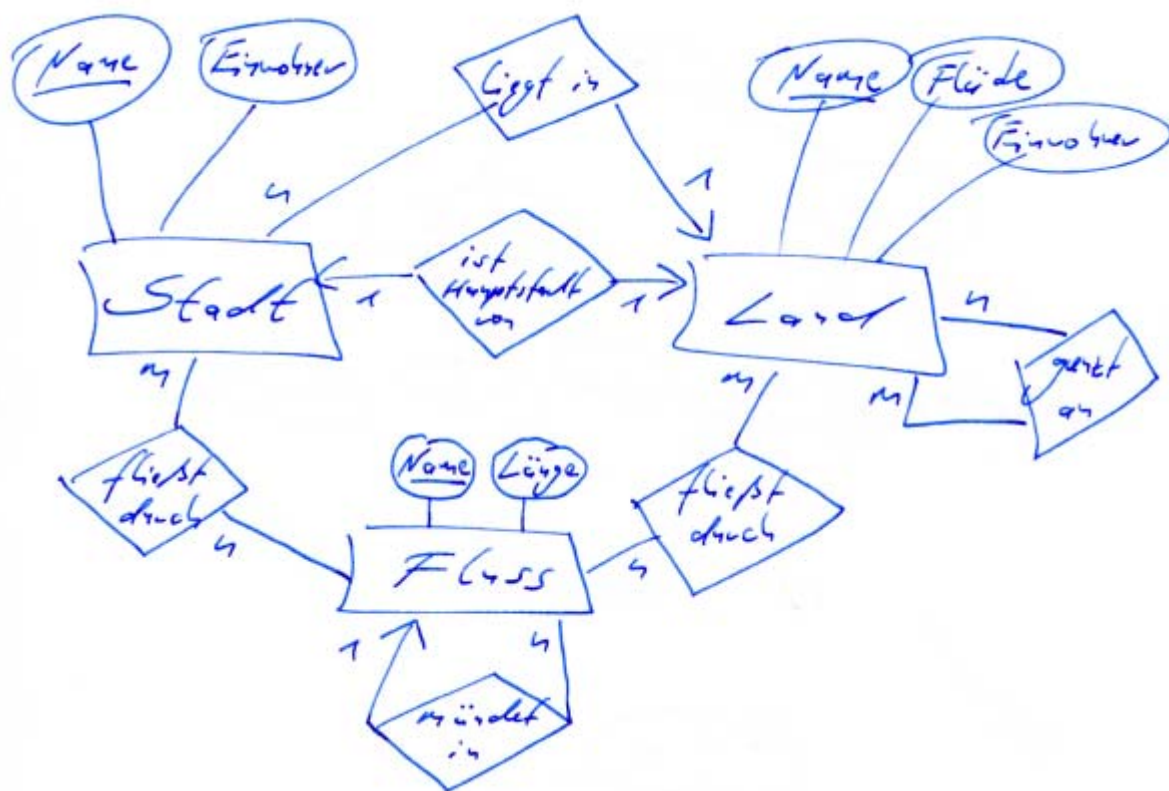 Name
Einwohner
liegt in
Name
Fläche
Einwohner
n
1
Stadt
1
ist
Hauptstadt
von
1
Land
n
m
grenzt
an
m
m
fließt
durch
n
Name
Länge
Fluss
n
fließt
durch
1
n
mündet
in